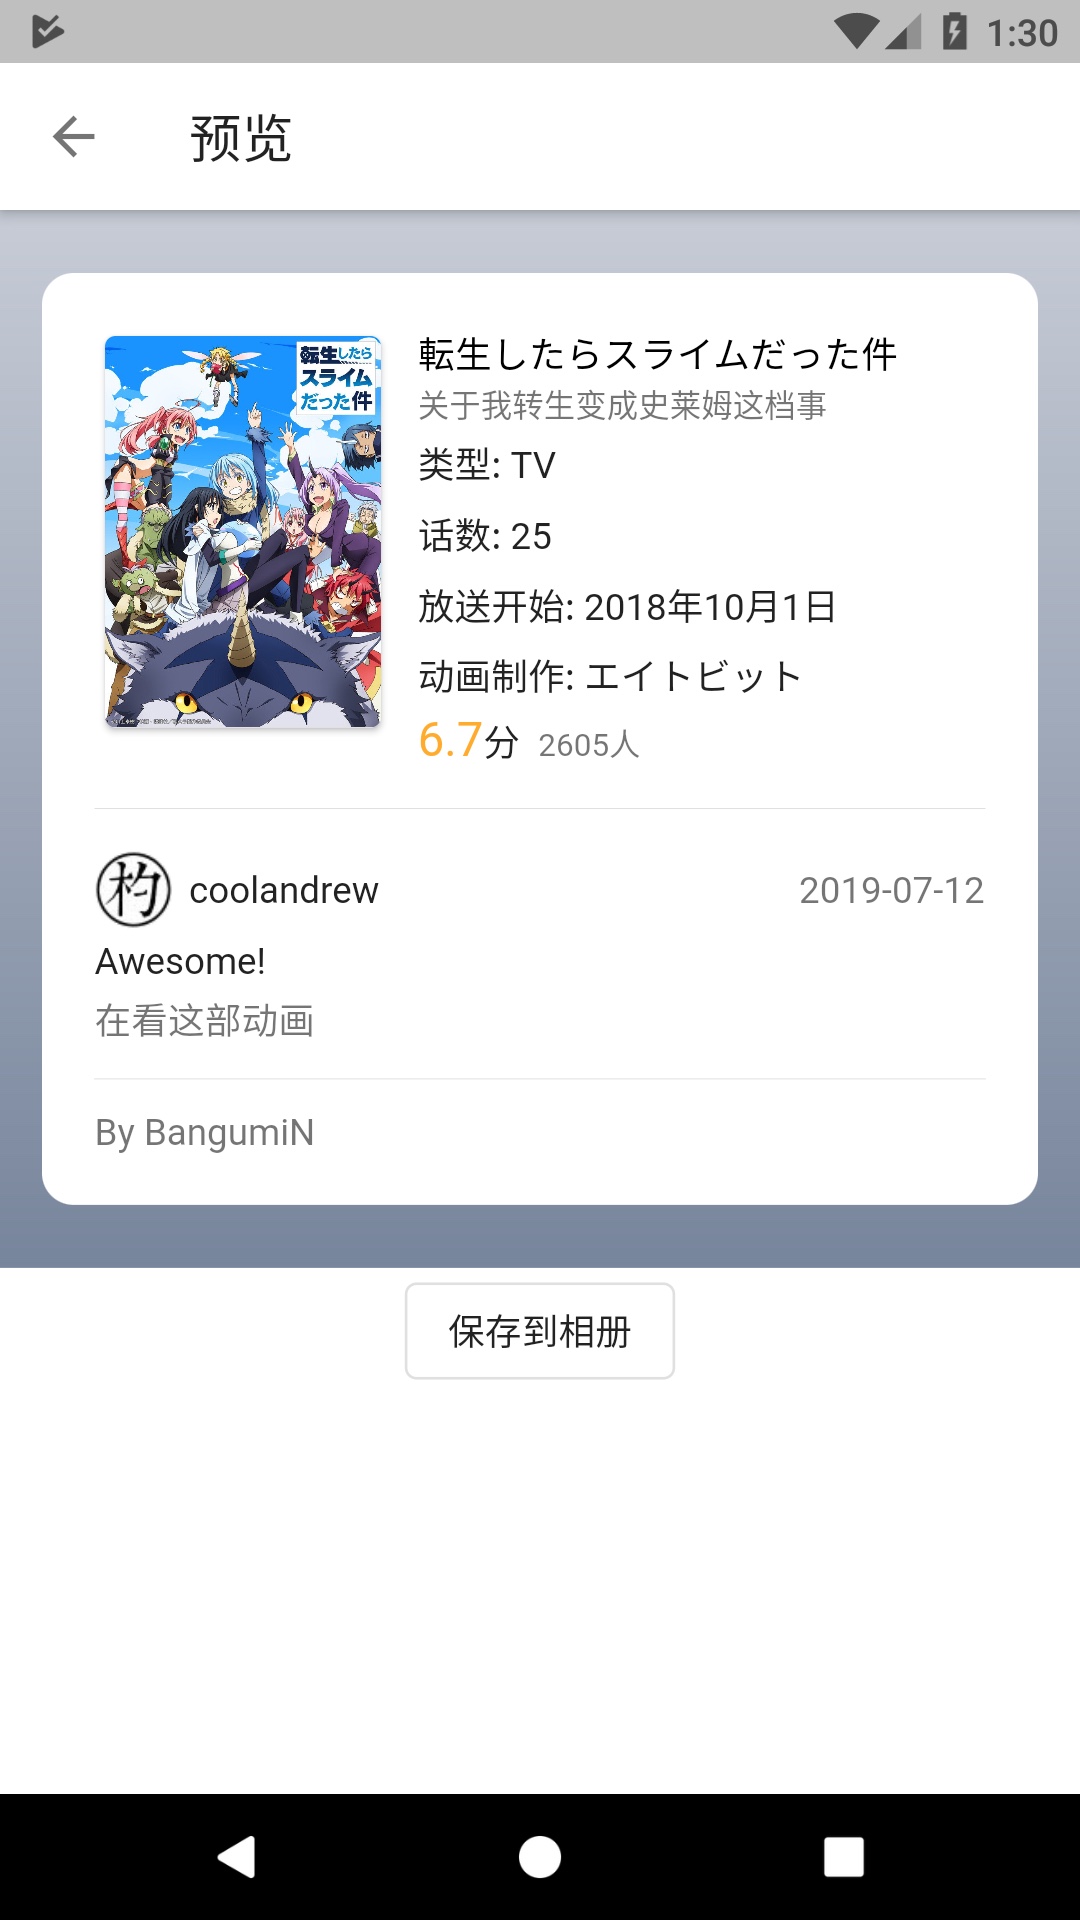 1:30
预览
転生したら
スライム
だった件
転生したらスライムだった件
关于我转生变成史莱姆这档事
类型: TV
话数: 25
放送开始: 2018年10月1日
动画制作: エイトビット
6.7分 2605人
杓
coolandrew 2019-07-12
Awesome!
在看这部动画
By BangumiN
保存到相册